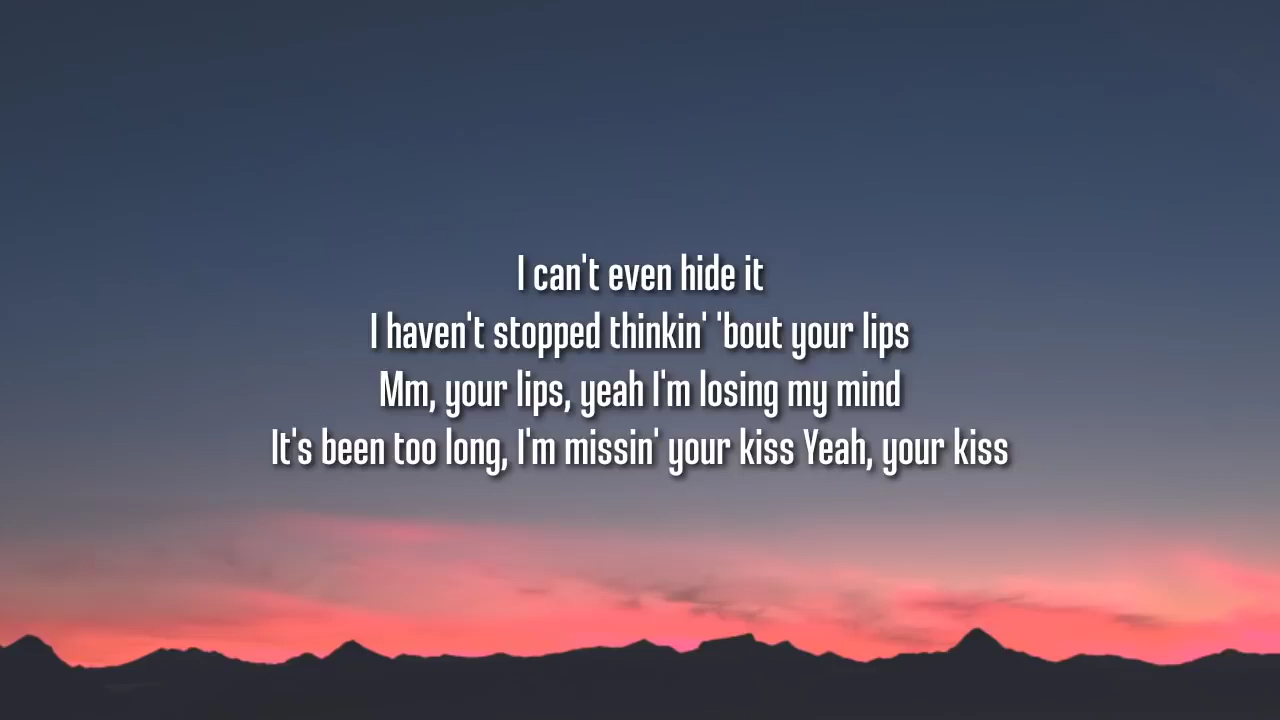 I can't even hide it
I haven't stopped thinkin' 'bout your lips
Mm, your lips, yeah I'm losing my mind
It's been too long, I'm missin' your kiss Yeah, your kiss